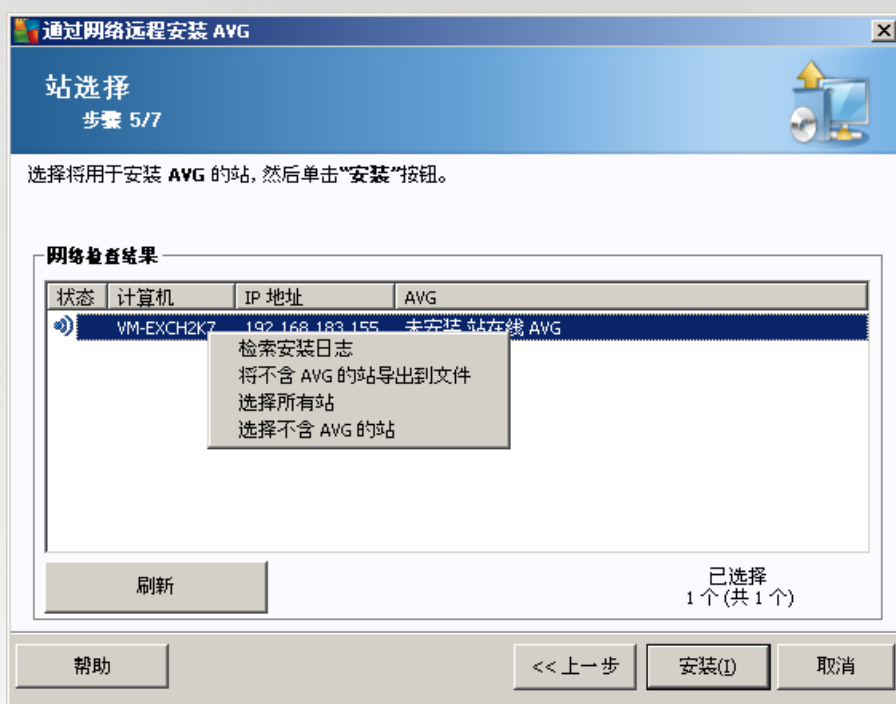 通过网络远程安装 AVG
站选择
步骤 5/7
选择将用于安装 AVG 的站, 然后单击“安装”按钮。
网络检查结果
状态 计算机 IP 地址 AVG
VM-EXCH2K7 192.168.183.155 未安装 站在线 AVG
检索安装日志
将不含 AVG 的站导出到文件
选择所有站
选择不含 AVG 的站
刷新
已选择
1 个 (共 1 个)
帮助
<< 上一步
安装(I)
取消